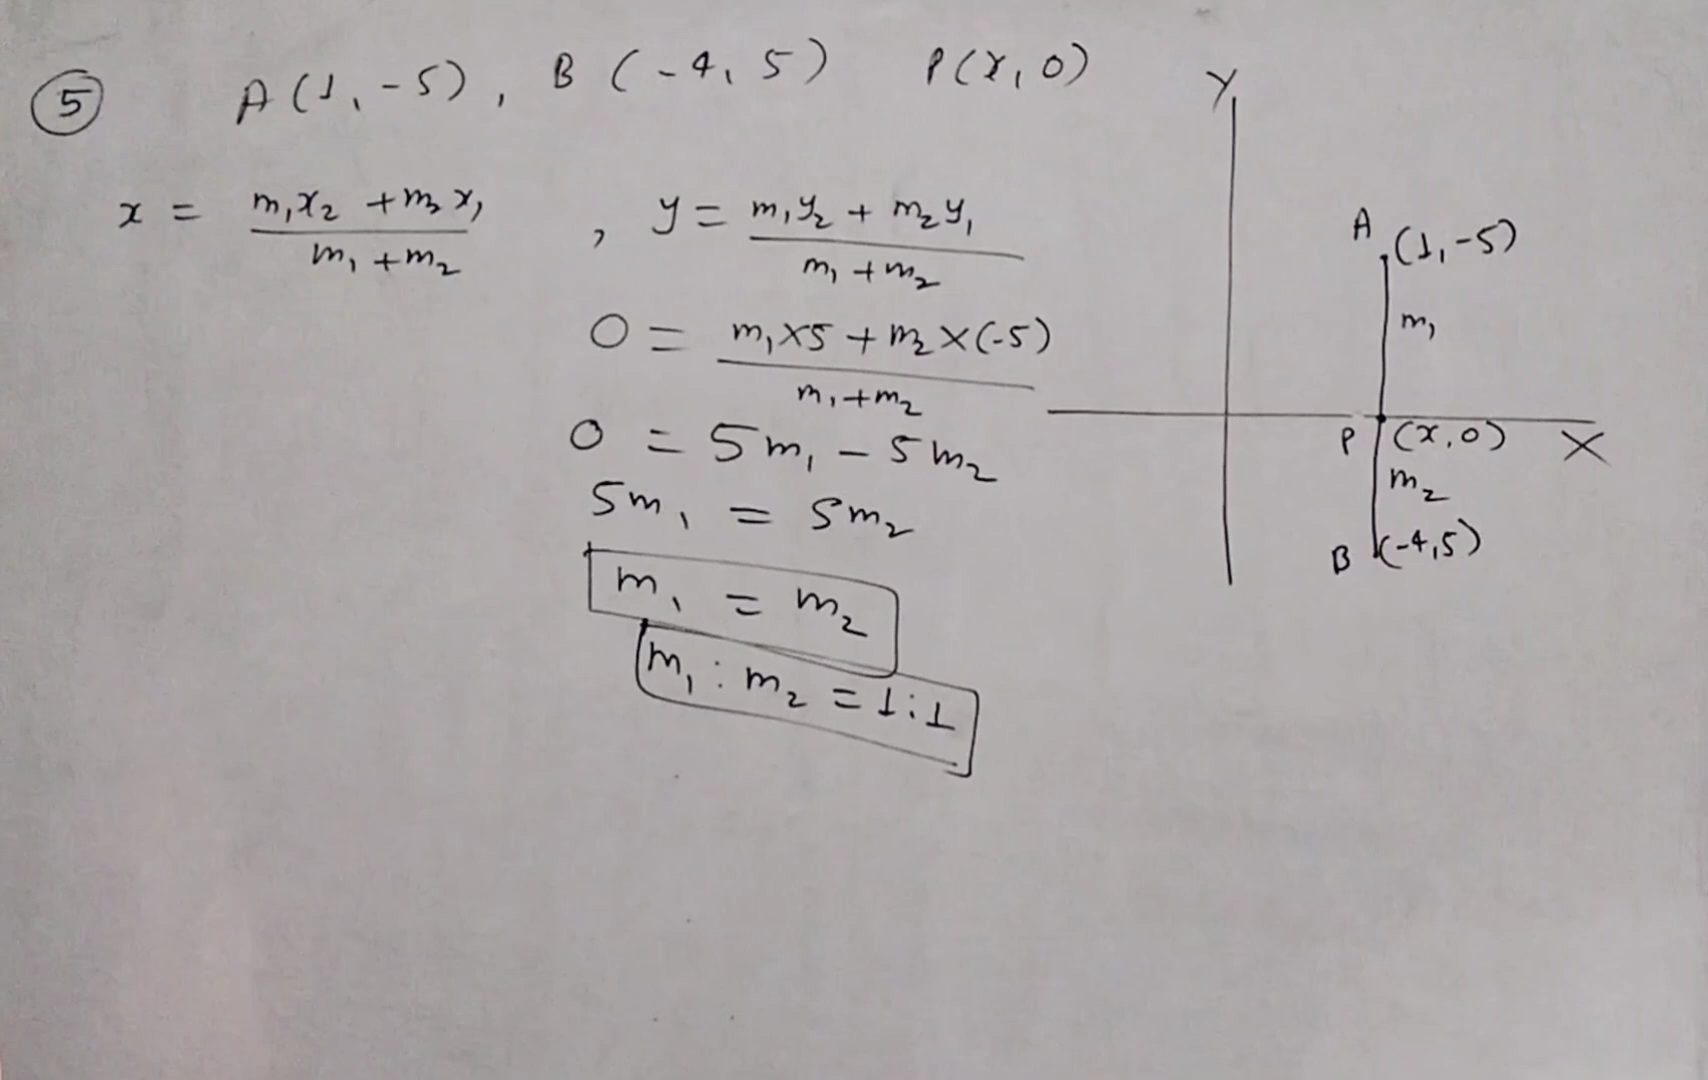 5 A(1,-5), B(-4,5) P(x,0)
x = m₁x₂ + m₂x₁ / m₁ + m₂ , y = m₁y₂ + m₂y₁ / m₁ + m₂
0 = m₁×5 + m₂×(-5) / m₁+m₂
0 = 5m₁ - 5m₂
5m₁ = 5m₂
m₁ = m₂
m₁ : m₂ = 1:1
Y
A (1,-5)
m₁
P (x,0) X
m₂
B (-4,5)